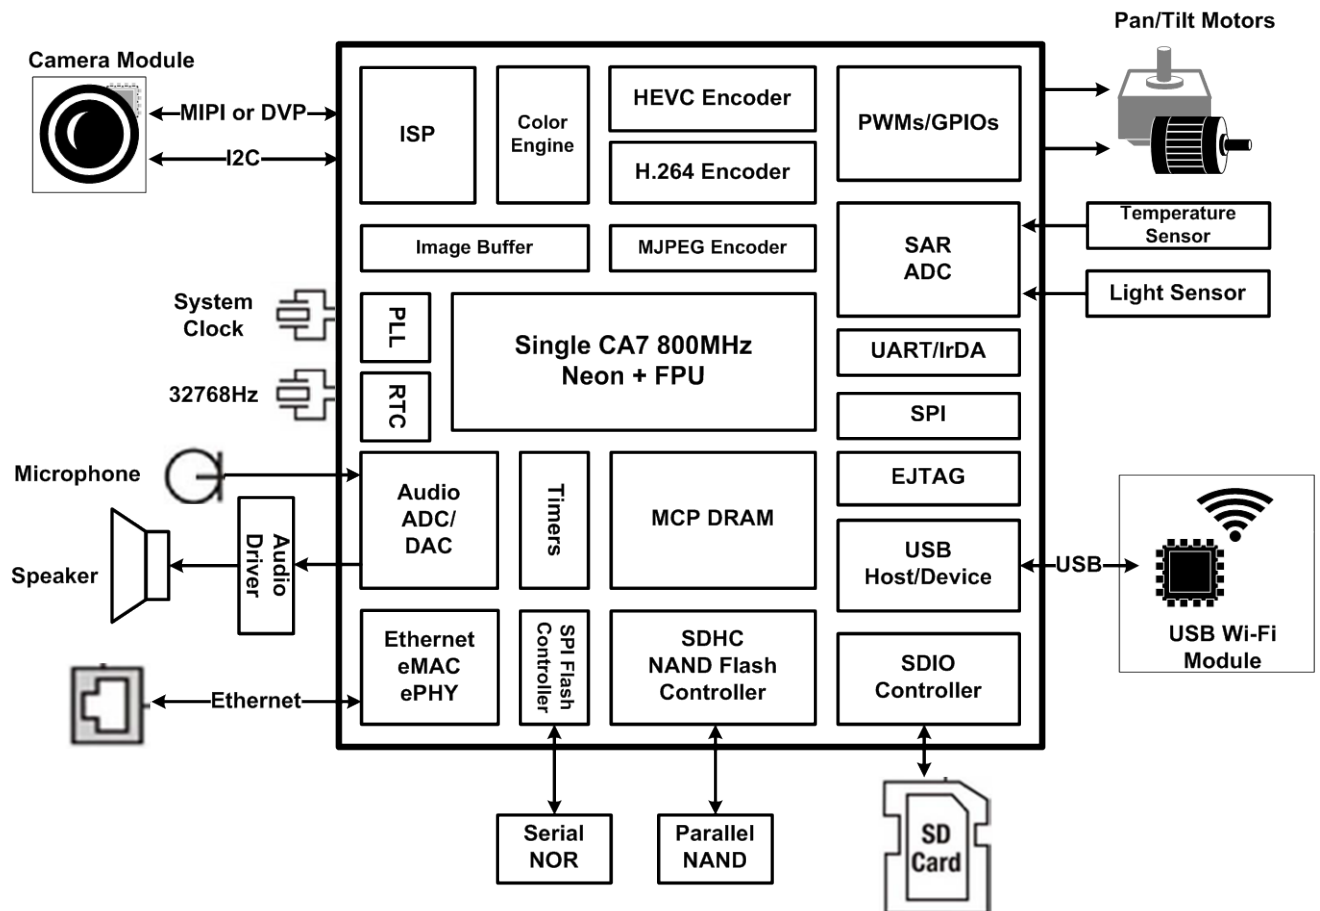 Pan/Tilt Motors
Camera Module
MIPI or DVP
I2C
ISP
Color
Engine
HEVC Encoder
H.264 Encoder
PWMs/GPIOs
Image Buffer
MJPEG Encoder
SAR
ADC
Temperature
Sensor
Light Sensor
System
Clock
PLL
Single CA7 800MHz
Neon + FPU
UART/IrDA
32768Hz
RTC
SPI
Microphone
Audio
ADC/
DAC
Timers
MCP DRAM
EJTAG
Speaker
Audio
Driver
USB
Host/Device
USB
USB Wi-Fi
Module
Ethernet
Ethernet
eMAC
ePHY
SPI Flash
Controller
SDHC
NAND Flash
Controller
SDIO
Controller
Serial
NOR
Parallel
NAND
SD
Card